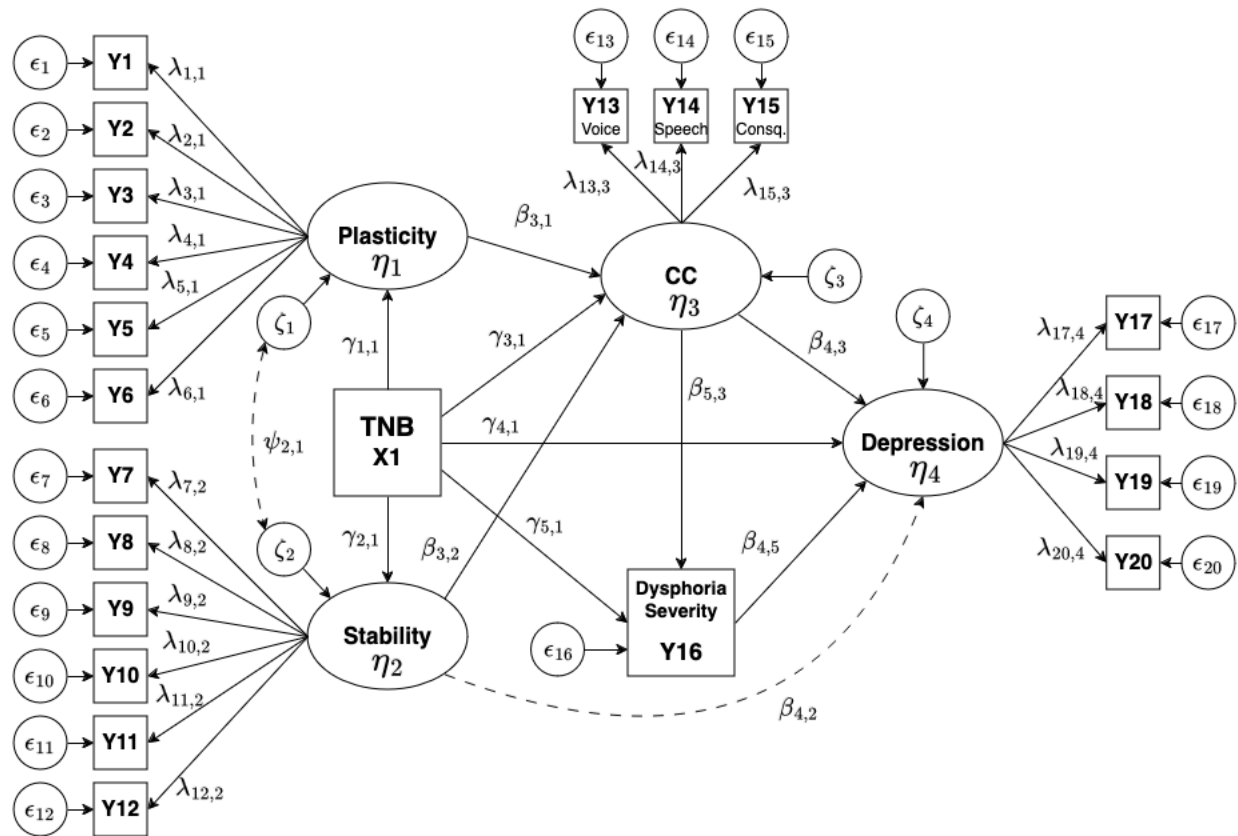 ϵ13 ϵ14 ϵ15
ϵ1 Y1 λ1,1
Y13 Y14 Y15
Voice Speech Consq.
ϵ2 Y2 λ2,1
λ13,3 λ14,3 λ15,3
ϵ3 Y3 λ3,1
ϵ4 Y4 λ4,1
ϵ5 Y5 λ5,1
ϵ6 Y6 λ6,1
Plasticity
η1
β3,1
CC
η3
ζ3
ζ1
γ1,1
γ3,1
β4,3
ζ4
β5,3
TNB
X1
γ4,1
ψ2,1
Depression
η4
λ17,4 Y17 ϵ17
λ18,4 Y18 ϵ18
λ19,4 Y19 ϵ19
λ20,4 Y20 ϵ20
ϵ7 Y7 λ7,2
ϵ8 Y8 λ8,2
ϵ9 Y9 λ9,2
ϵ10 Y10 λ10,2
ϵ11 Y11 λ11,2
ϵ12 Y12 λ12,2
ζ2
γ2,1
β3,2
γ5,1
β4,5
Stability
η2
Dysphoria
Severity
Y16
ϵ16
β4,2